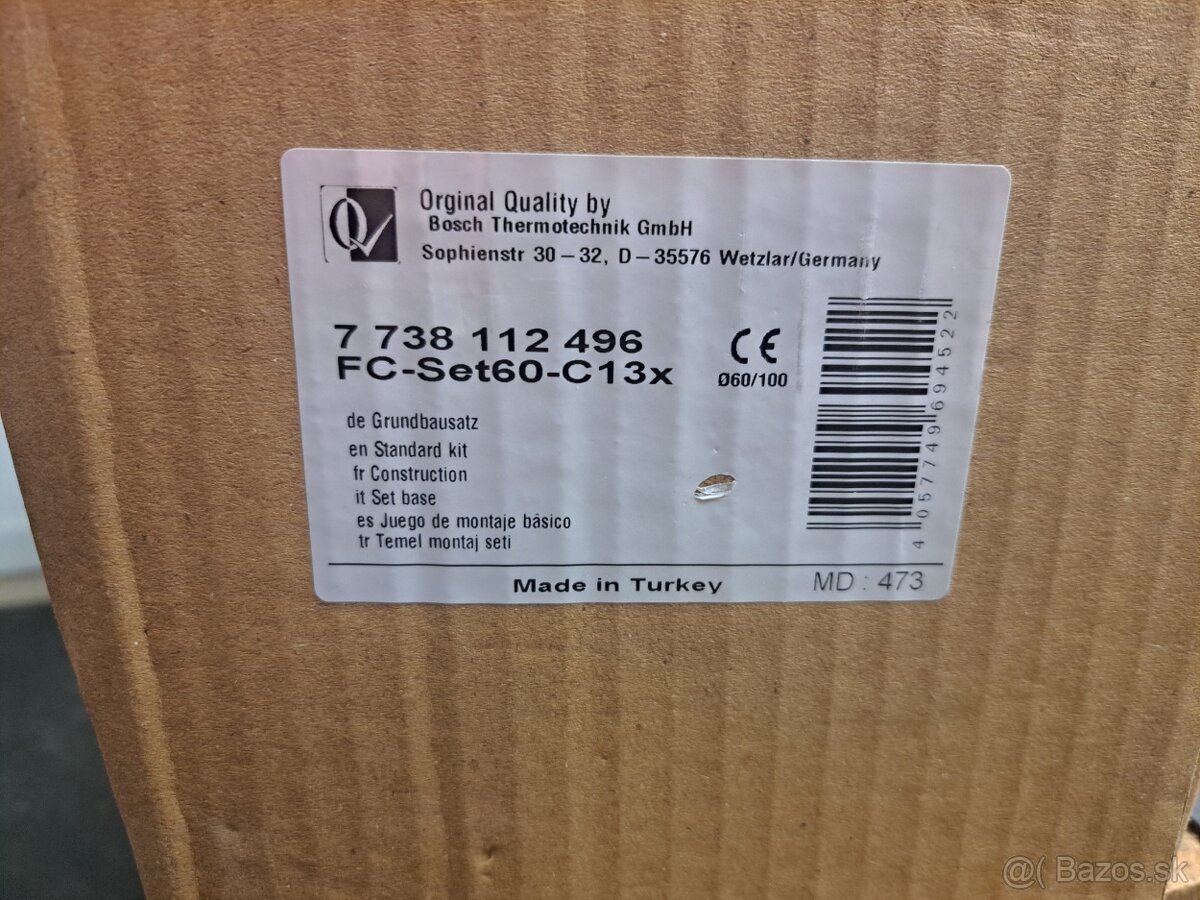 Orginal Quality by
Bosch Thermotechnik GmbH
Sophienstr 30 – 32, D – 35576 Wetzlar/Germany
7 738 112 496
FC-Set60-C13x
CE
Ø60/100
de Grundbausatz
en Standard kit
fr Construction
it Set base
es Juego de montaje bâsico
tr Temel montaj seti
4 057749 694522
Made in Turkey
MD : 473
@( Bazos.sk